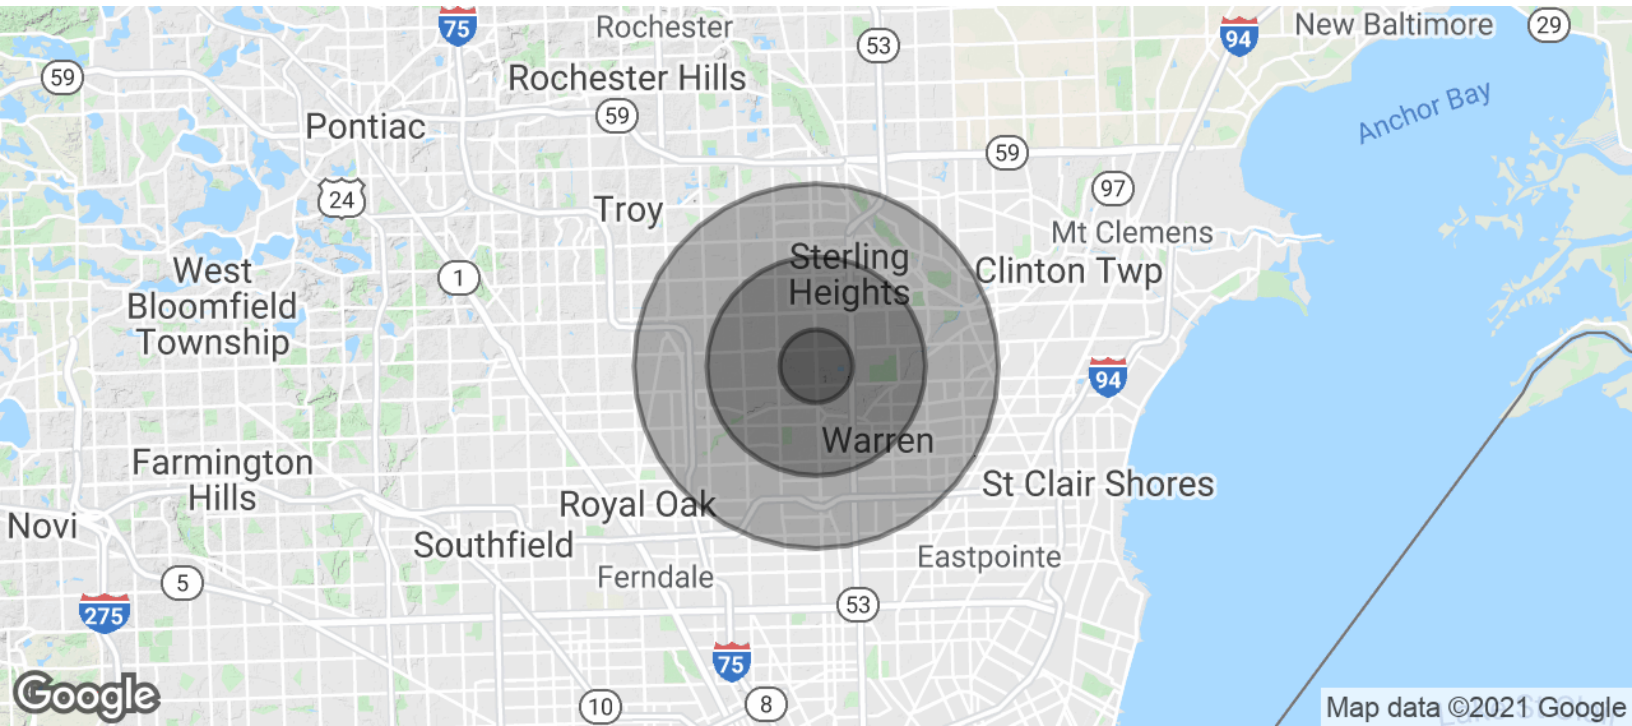 75
Rochester
53
94
New Baltimore
29
59
Rochester Hills
59
Anchor Bay
Pontiac
59
24
97
Troy
Mt Clemens
Sterling
Heights
Clinton Twp
West
Bloomfield
Township
1
94
Warren
Farmington
Hills
St Clair Shores
Royal Oak
Novi
Southfield
Eastpointe
Ferndale
5
53
275
75
Google
10
8
Map data ©2021 Google